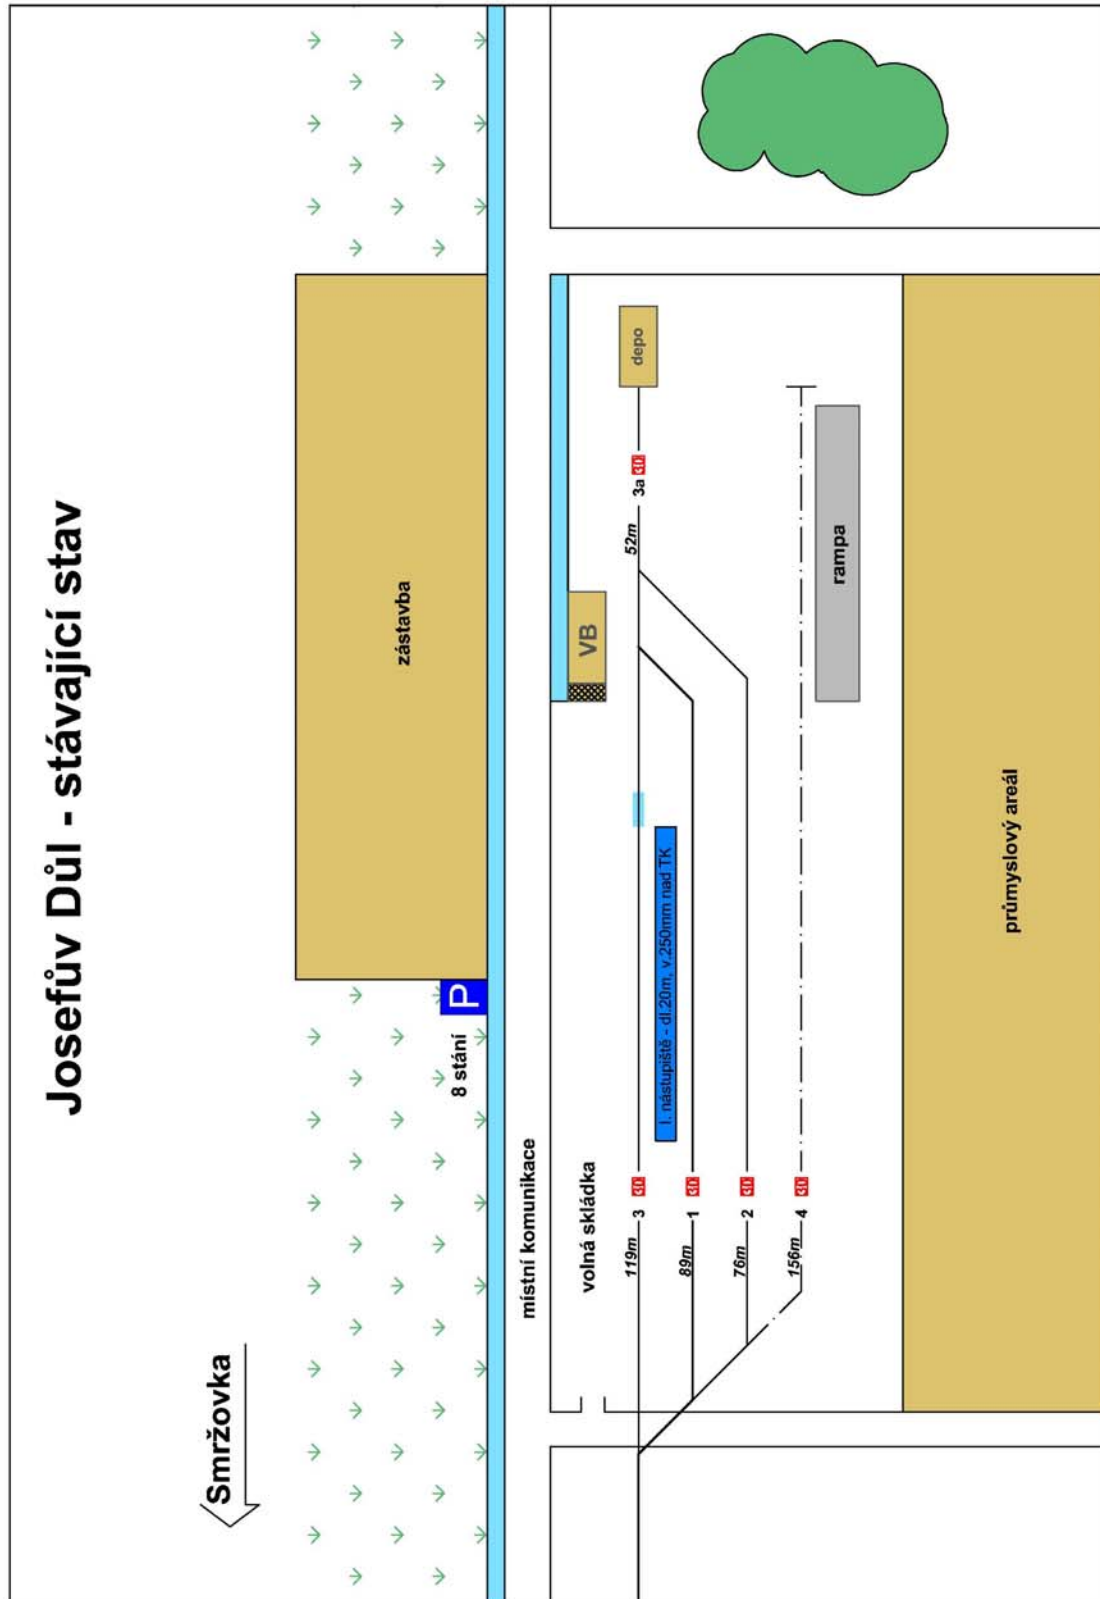 Josefův Důl - stávající stav
Smržovka
zástavba
P
8 stání
místní komunikace
volná skládka
VB
depo
3a
52m
119m
3
I. nástupiště - dl.20m, v.250mm nad TK
89m
1
76m
2
156m
4
rampa
průmyslový areál